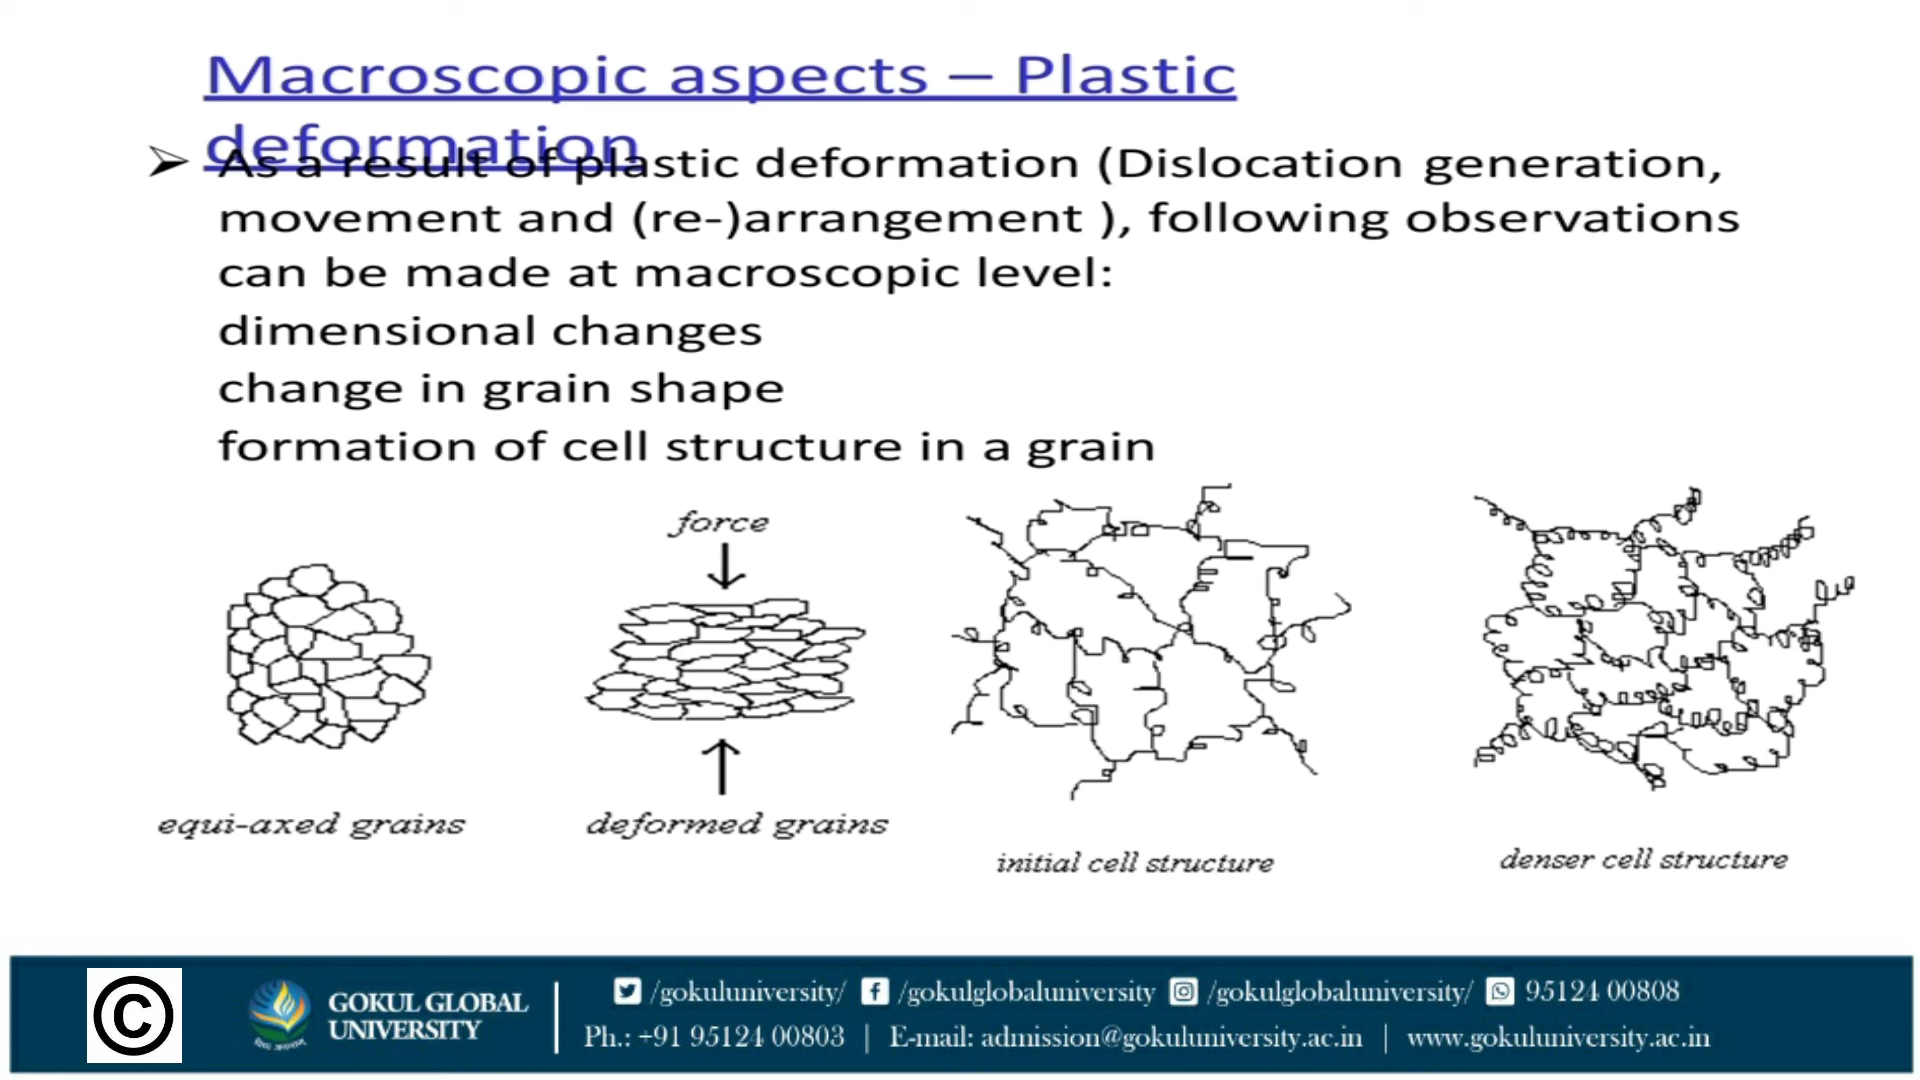 Macroscopic aspects – Plastic
deformation
➢ As a result of plastic deformation (Dislocation generation,
movement and (re-)arrangement ), following observations
can be made at macroscopic level:
dimensional changes
change in grain shape
formation of cell structure in a grain
force
equi-axed grains
deformed grains
initial cell structure
denser cell structure
©
GOKUL GLOBAL
UNIVERSITY
/gokuluniversity/ /gokulglobaluniversity /gokulglobaluniversity/ 95124 00808
Ph.: +91 95124 00803 | E-mail: admission@gokuluniversity.ac.in | www.gokuluniversity.ac.in